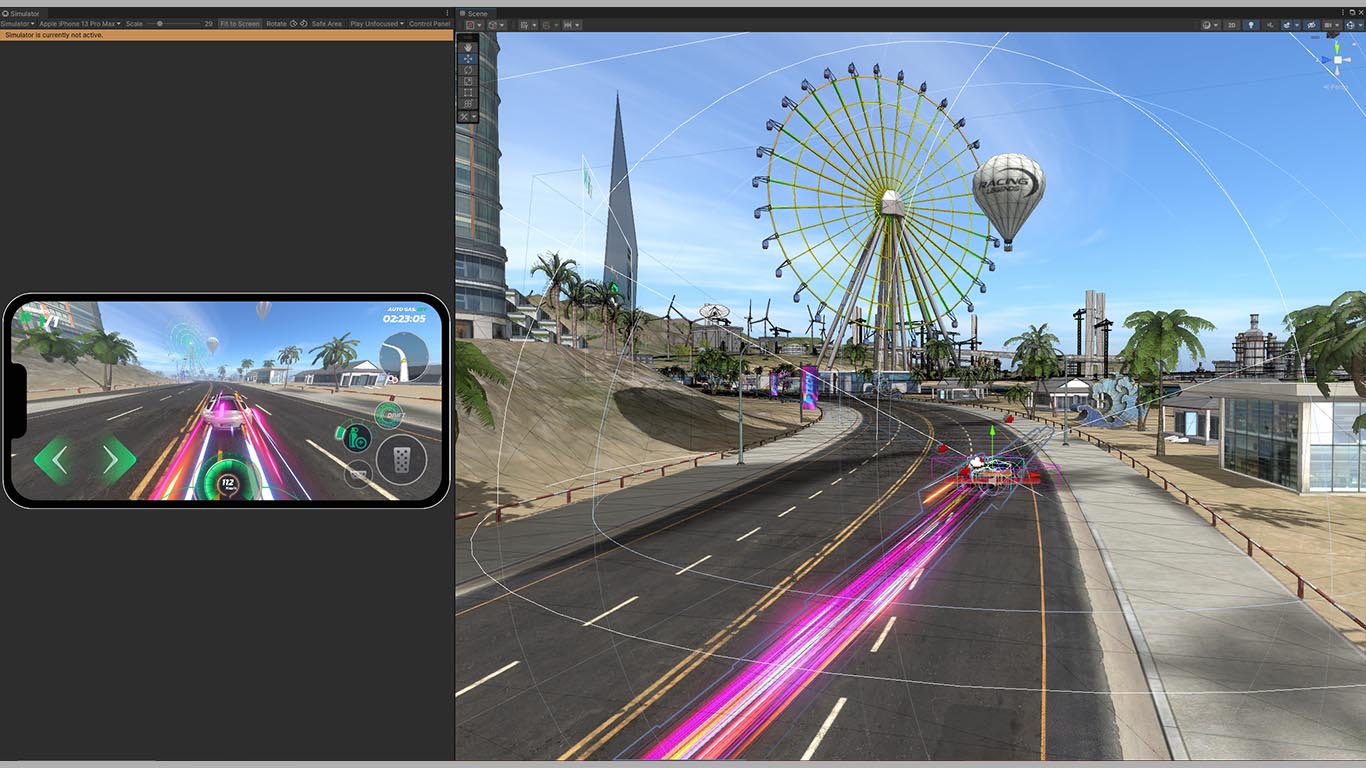 Simulator
Simulator Apple iPhone 13 Pro Max Scale 29 Fit to Screen Rotate Safe Area Play Unfocused Control Panel
Simulator is currently not active.
AUTO GAS:
02:23:05
DRIFT
112
Km/h
Scene
2D
RACING
LEGENDS
Persp